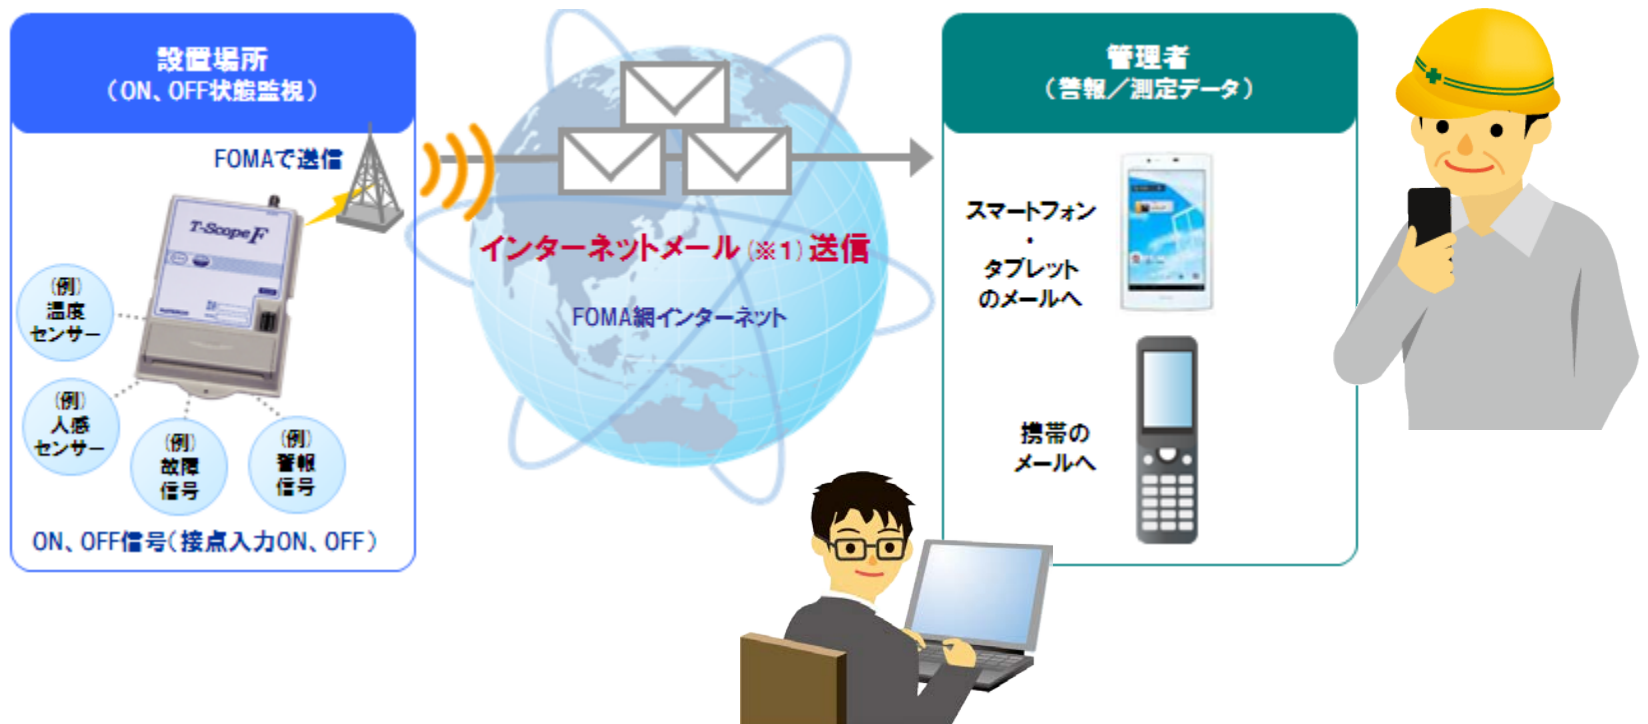 設置場所
（ON、OFF状態監視）
FOMAで送信
T-ScopeF
(例)
温度
センサー
(例)
人感
センサー
(例)
故障
信号
(例)
警報
信号
ON、OFF信号（接点入力ON、OFF）
インターネットメール(※1)送信
FOMA網インターネット
管理者
（警報／測定データ）
スマートフォン
・
タブレット
のメールへ
携帯の
メールへ